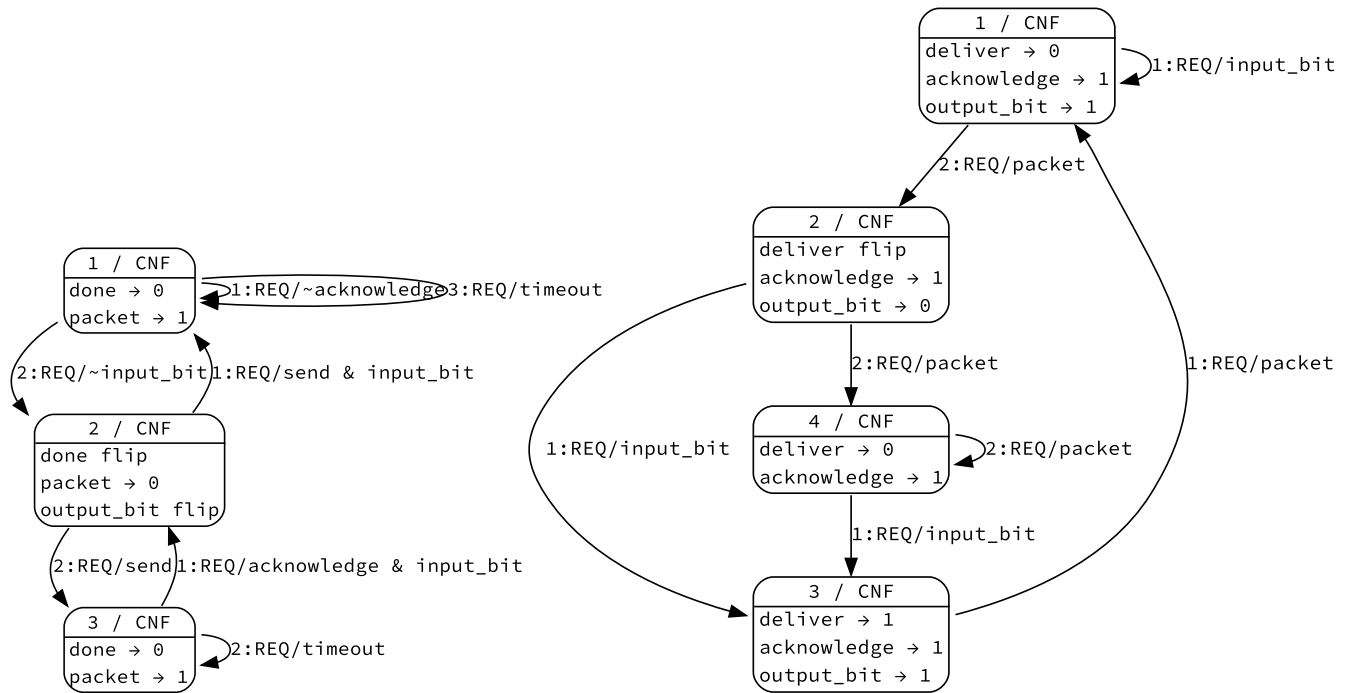 1 / CNF
done → 0
packet → 1
1:REQ/~acknowledge
3:REQ/timeout
2:REQ/~input_bit
1:REQ/send & input_bit
2 / CNF
done flip
packet → 0
output_bit flip
2:REQ/send
1:REQ/acknowledge & input_bit
3 / CNF
done → 0
packet → 1
2:REQ/timeout
1 / CNF
deliver → 0
acknowledge → 1
output_bit → 1
1:REQ/input_bit
2:REQ/packet
2 / CNF
deliver flip
acknowledge → 1
output_bit → 0
2:REQ/packet
1:REQ/packet
4 / CNF
deliver → 0
acknowledge → 1
2:REQ/packet
1:REQ/input_bit
1:REQ/input_bit
3 / CNF
deliver → 1
acknowledge → 1
output_bit → 1